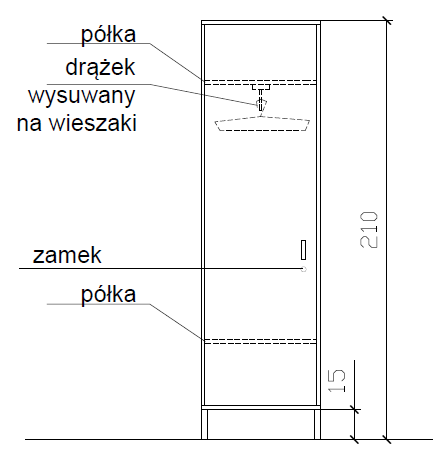 półka
drążek
wysuwany
na wieszaki
zamek
półka
210
15